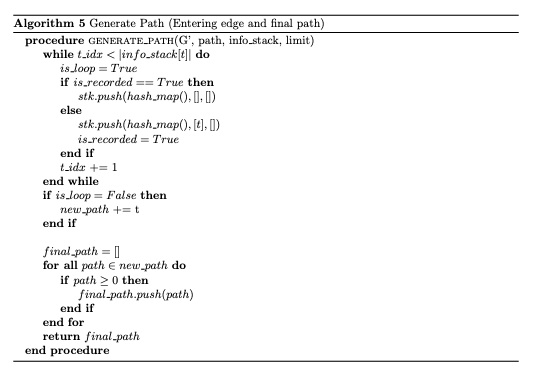 Algorithm 5 Generate Path (Entering edge and final path)
procedure GENERATE_PATH(G', path, info_stack, limit)
while t_idx < |info_stack[t]| do
is_loop = True
if is_recorded == True then
stk.push(hash_map(), [], [])
else
stk.push(hash_map(), [t], [])
is_recorded = True
end if
t_idx += 1
end while
if is_loop = False then
new_path += t
end if
final_path = []
for all path ∈ new_path do
if path ≥ 0 then
final_path.push(path)
end if
end for
return final_path
end procedure